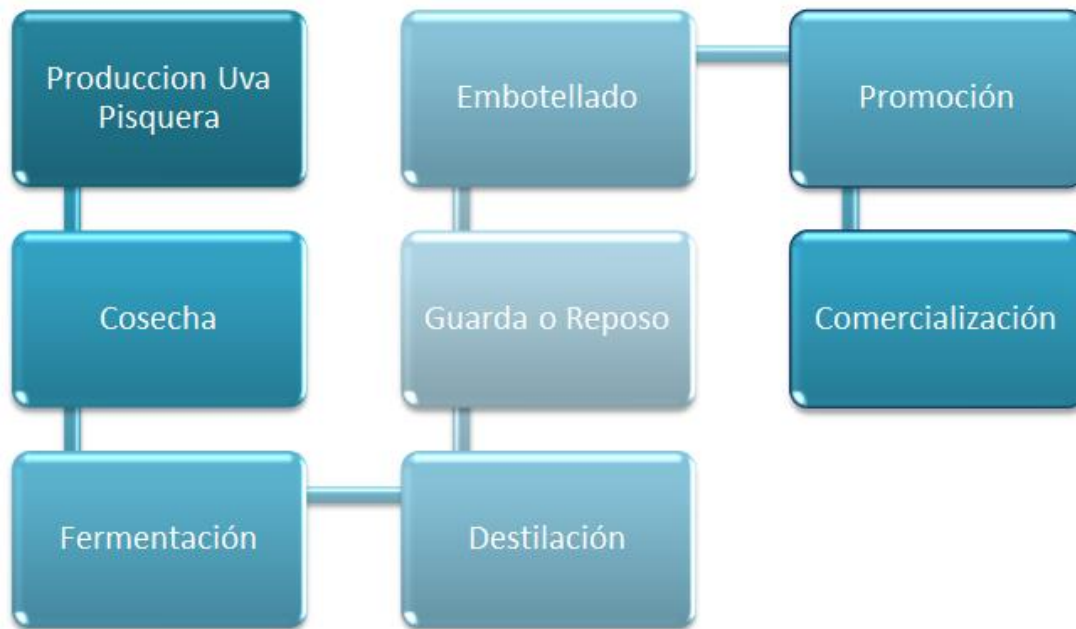 Produccion Uva
Pisquera
Cosecha
Fermentación
Destilación
Guarda o Reposo
Embotellado
Promoción
Comercialización